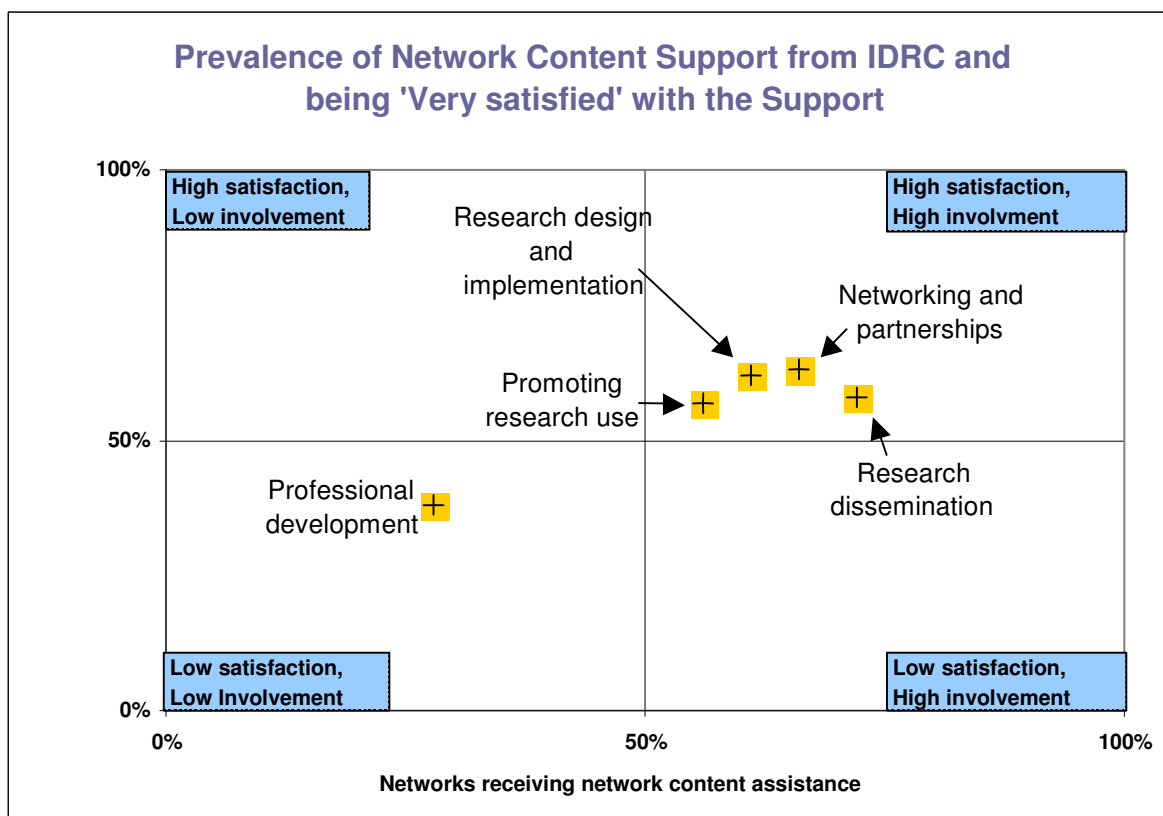 Prevalence of Network Content Support from IDRC and
being 'Very satisfied' with the Support
100%
High satisfaction,
Low involvement
High satisfaction,
High involvment
Research design
and
implementation
Networking and
partnerships
Promoting
research use
50%
Research
dissemination
Professional
development
Low satisfaction,
Low Involvement
Low satisfaction,
High involvement
0%
0%
50%
100%
Networks receiving network content assistance